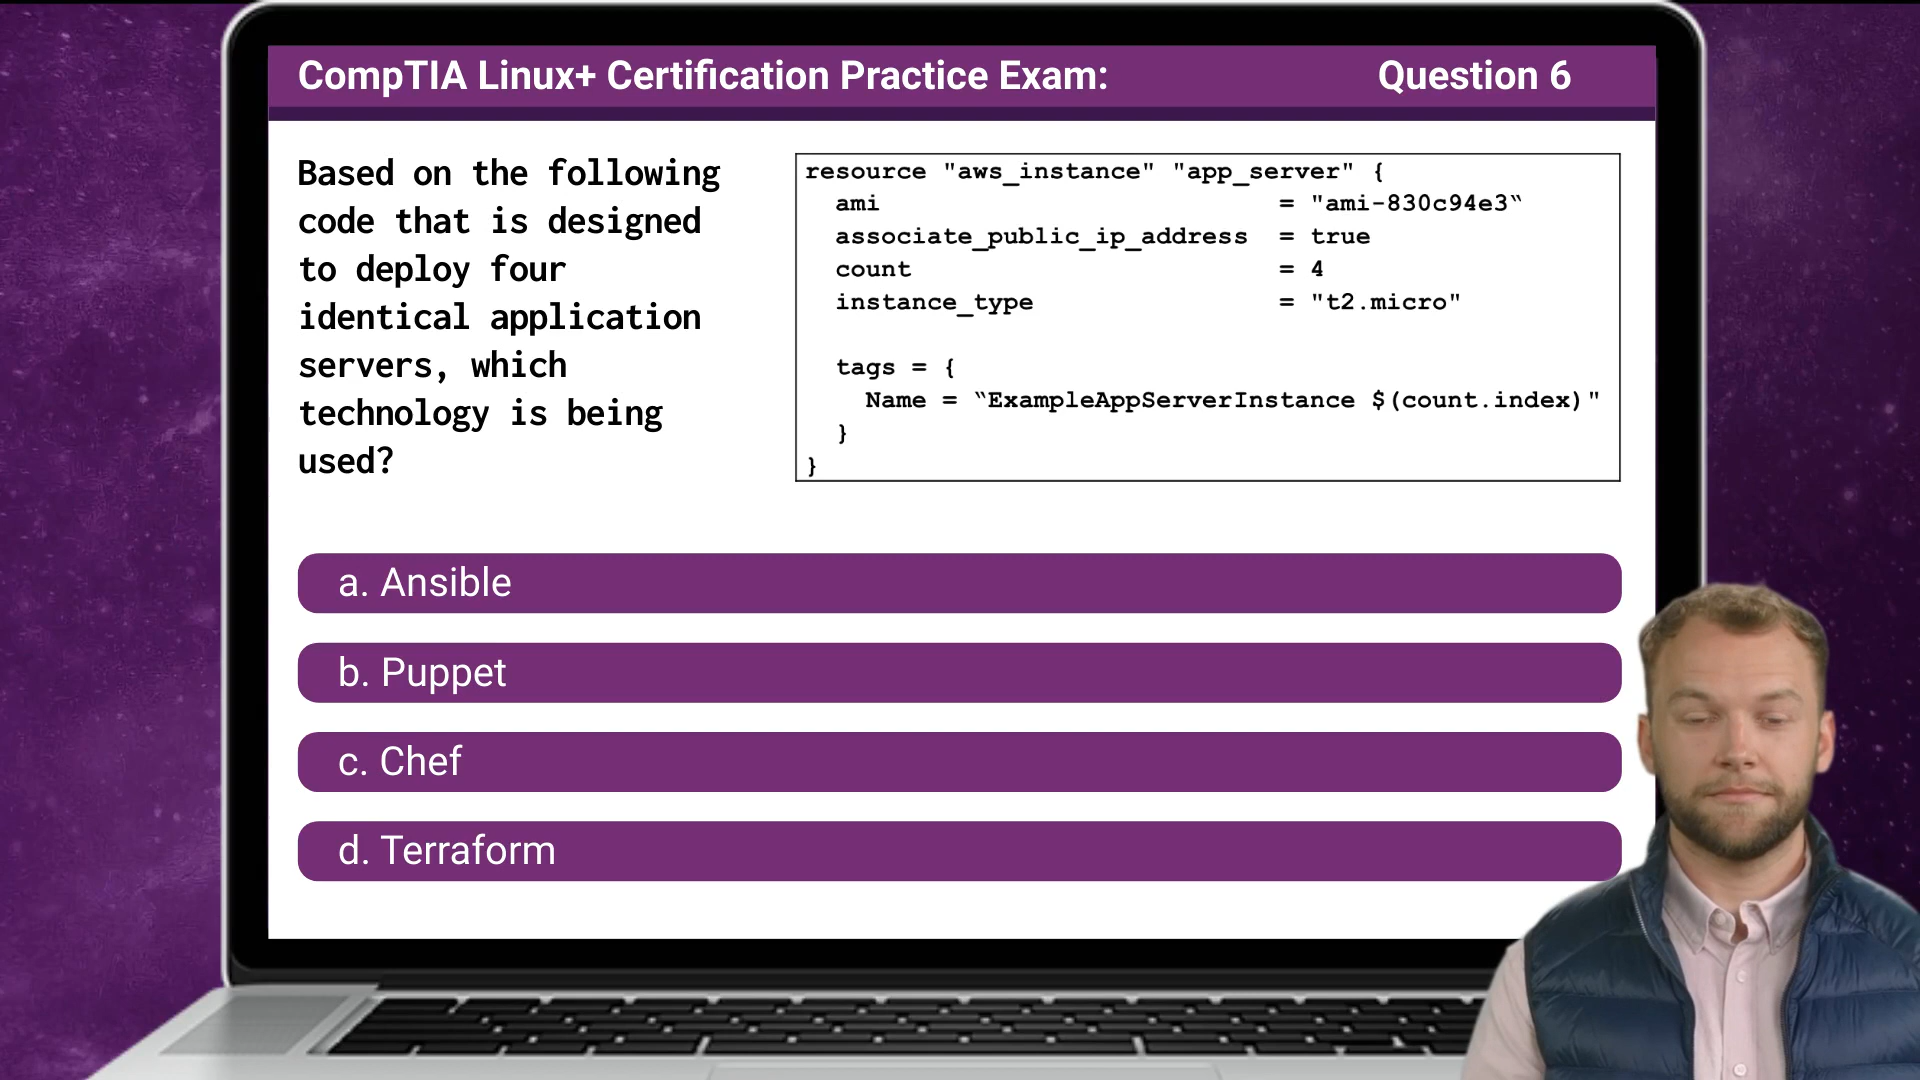 CompTIA Linux+ Certification Practice Exam:
Question 6
Based on the following
code that is designed
to deploy four
identical application
servers, which
technology is being
used?
resource "aws_instance" "app_server" {
ami = "ami-830c94e3‟
associate_public_ip_address = true
count = 4
instance_type = "t2.micro"
tags = {
Name = ‟ExampleAppServerInstance $(count.index)"
}
}
a. Ansible
b. Puppet
c. Chef
d. Terraform